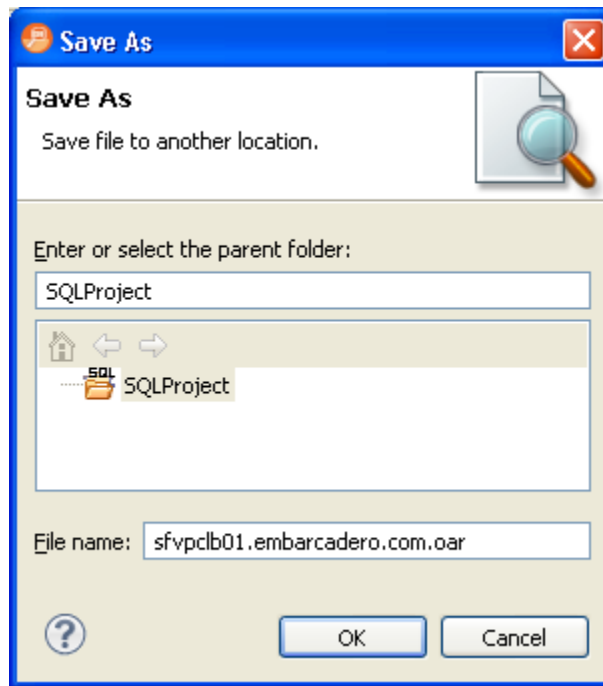 Save As
Save As
Save file to another location.
Enter or select the parent folder:
SQLProject
SQL
SQLProject
File name: sfvpclb01.embarcadero.com.oar
?
OK Cancel